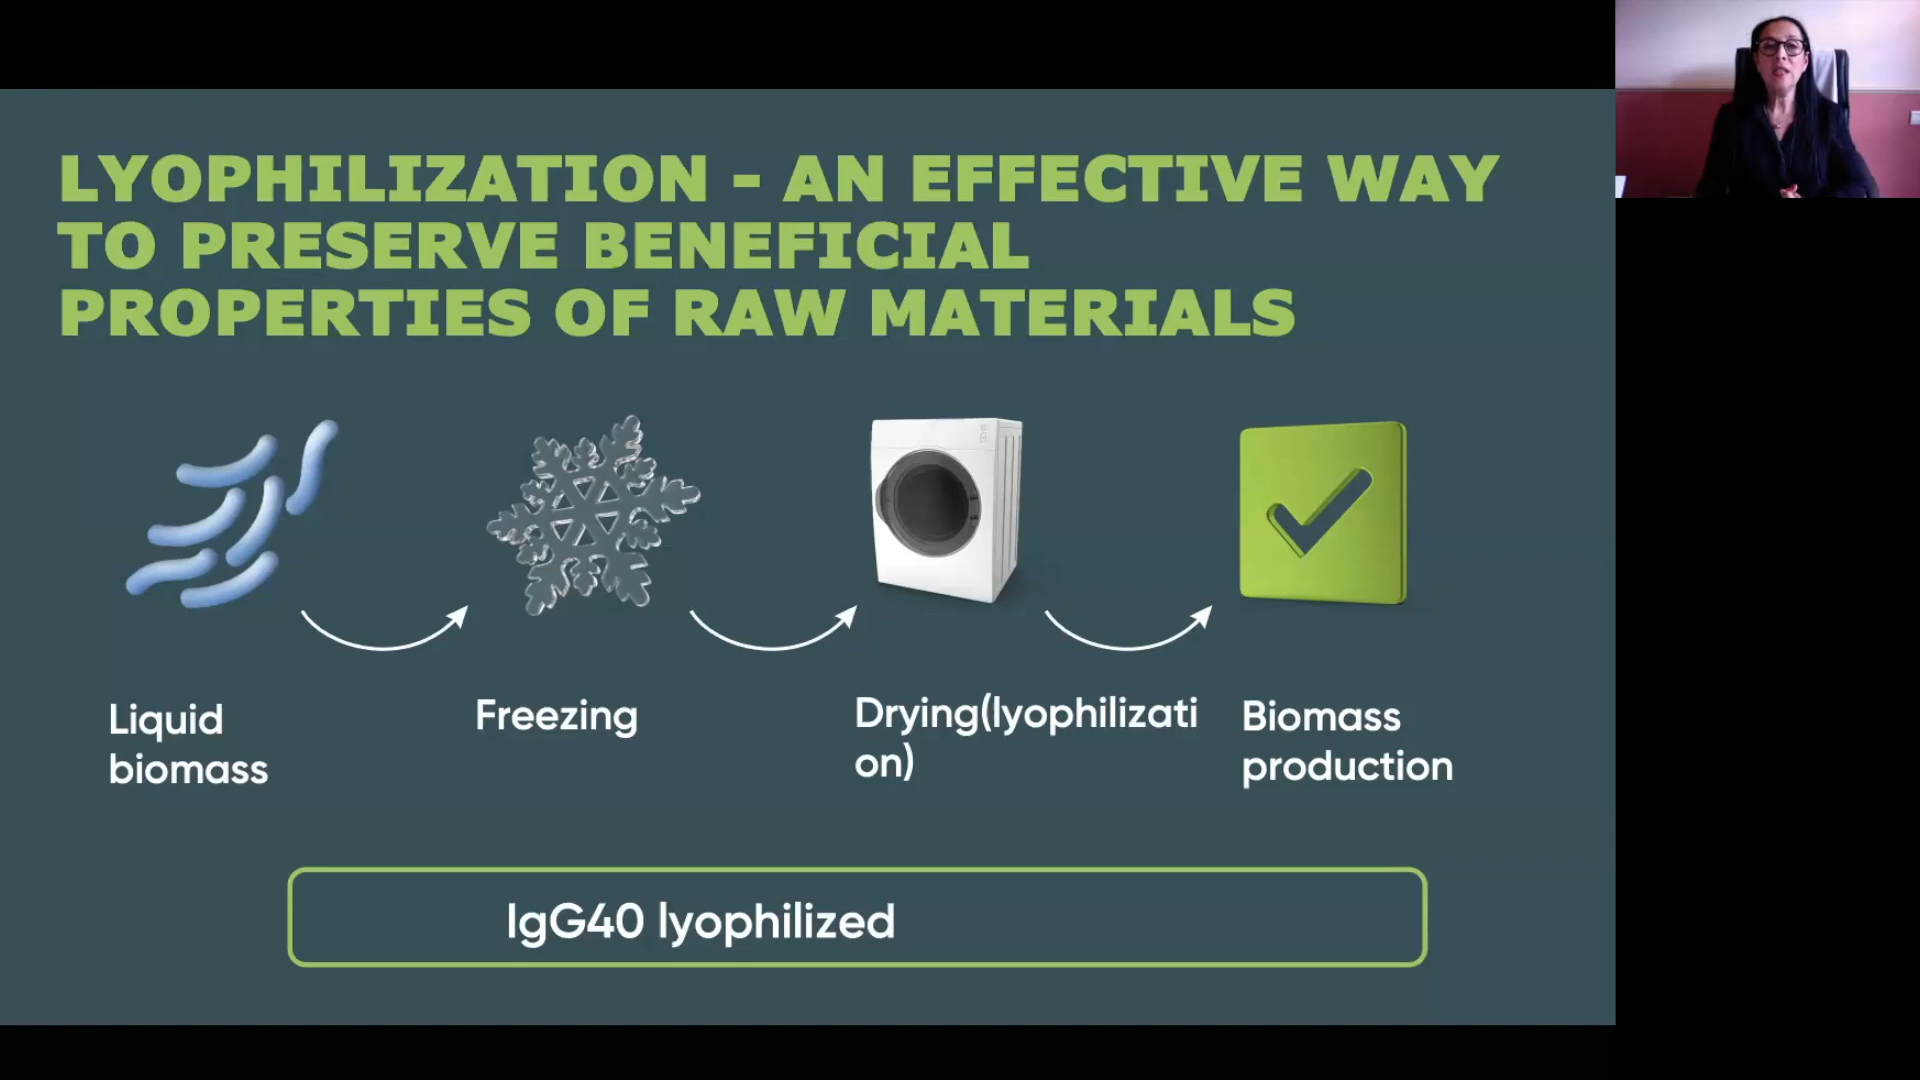 LYOPHILIZATION - AN EFFECTIVE WAY
TO PRESERVE BENEFICIAL
PROPERTIES OF RAW MATERIALS
Liquid
biomass
Freezing
Drying(lyophilizati
on)
Biomass
production
IgG40 lyophilized